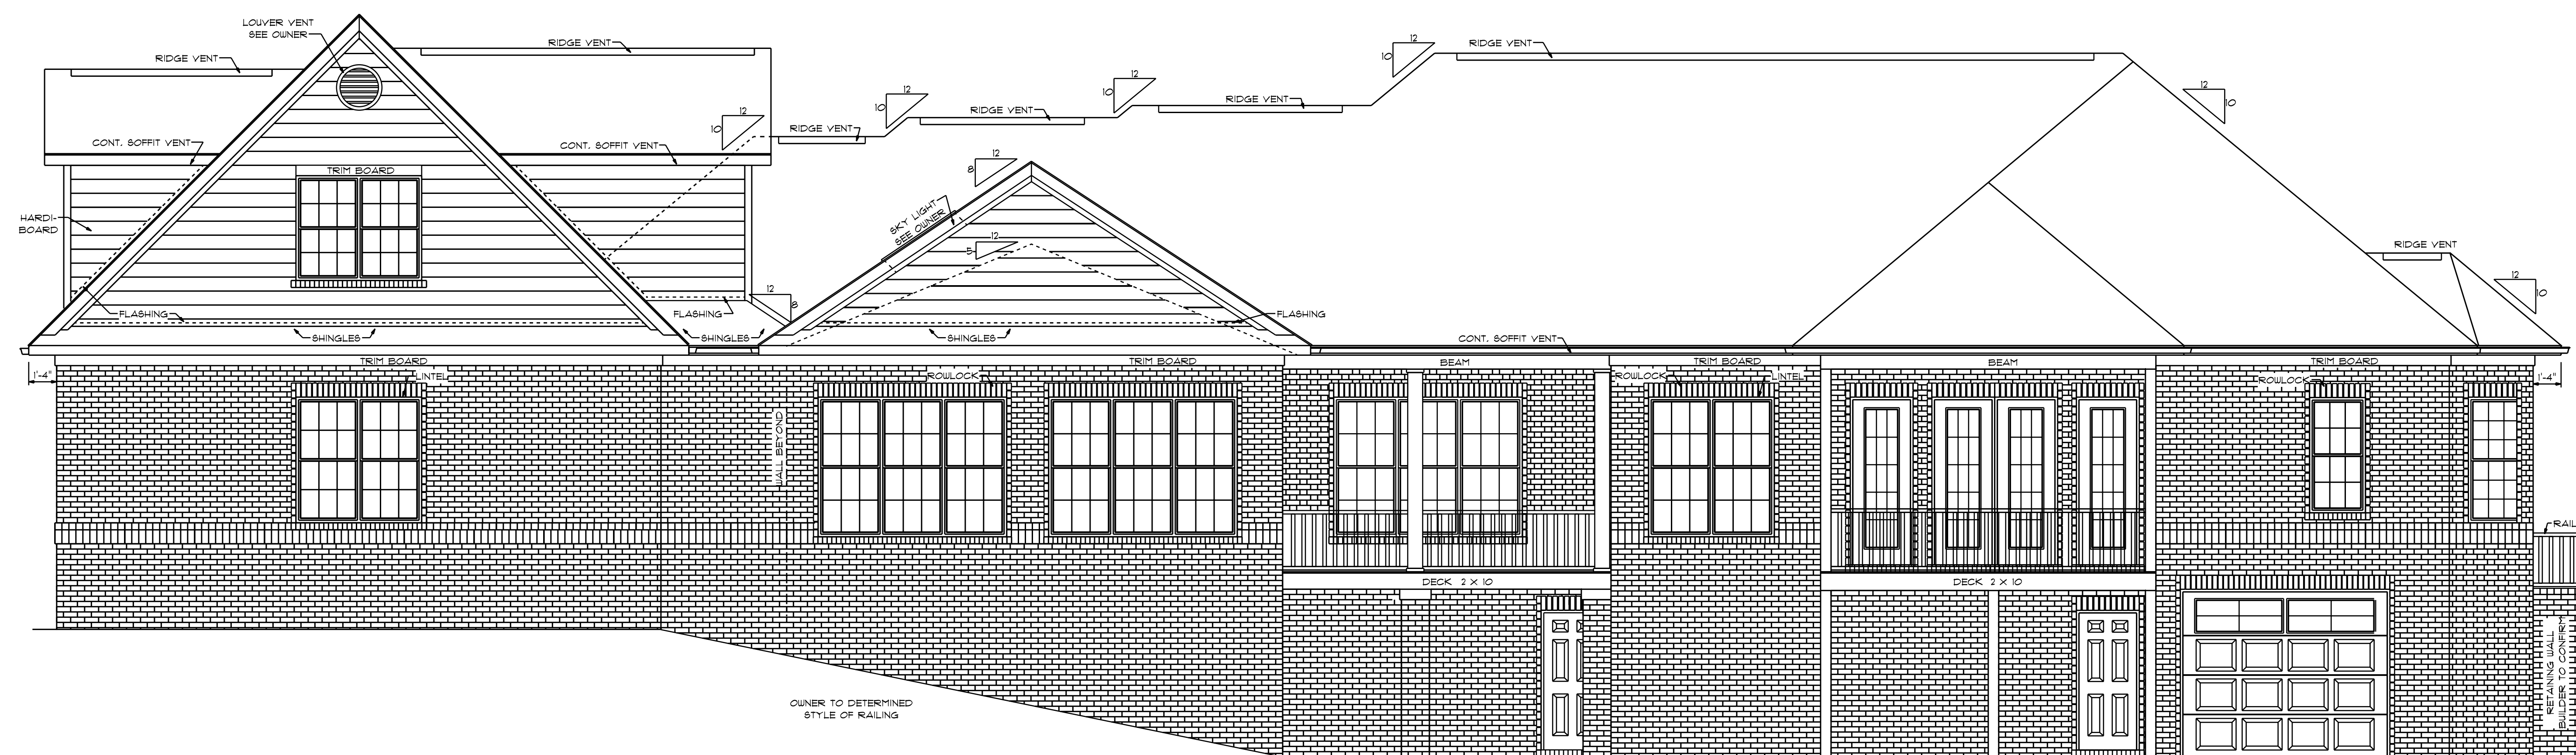 LOUVER VENT
SEE OWNER
RIDGE VENT
RIDGE VENT
12
10
RIDGE VENT
12
10
12
10
RIDGE VENT
RIDGE VENT
12
10
RIDGE VENT
12
10
RIDGE VENT
CONT. SOFFIT VENT
CONT. SOFFIT VENT
TRIM BOARD
12
8
HARDI-
BOARD
SKY LIGHT
SEE OWNER
12
5
RIDGE VENT
12
10
12
8
FLASHING
FLASHING
FLASHING
SHINGLES
SHINGLES
SHINGLES
CONT. SOFFIT VENT
TRIM BOARD
TRIM BOARD
BEAM
TRIM BOARD
BEAM
TRIM BOARD
1'-4"
LINTEL
ROWLOCK
ROWLOCK
LINTEL
ROWLOCK
1'-4"
WALL BEYOND
RAIL
DECK 2 X 10
DECK 2 X 10
RETAINING WALL
BUILDER TO CONFIRM
OWNER TO DETERMINED
STYLE OF RAILING